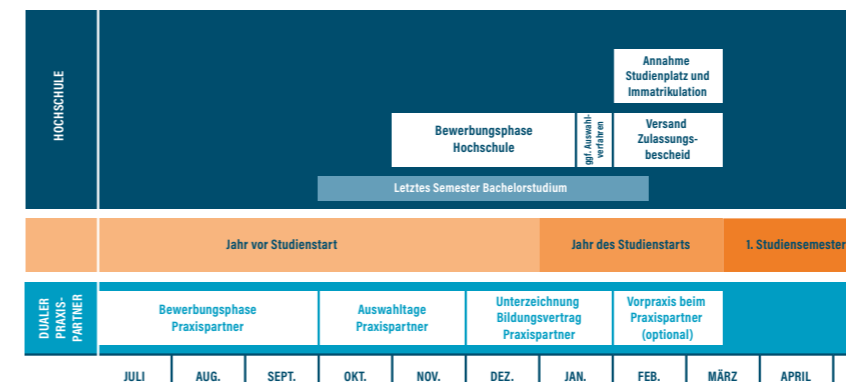 HOCHSCHULE
Annahme
Studienplatz und
Immatrikulation
Bewerbungsphase
Hochschule
ggf. Auswahl-
verfahren
Versand
Zulassungs-
bescheid
Letztes Semester Bachelorstudium
Jahr vor Studienstart
Jahr des Studienstarts
1. Studiensemester
DUALER
PRAXIS-
PARTNER
Bewerbungsphase
Praxispartner
Auswahltage
Praxispartner
Unterzeichnung
Bildungsvertrag
Praxispartner
Vorpraxis beim
Praxispartner
(optional)
JULI
AUG.
SEPT.
OKT.
NOV.
DEZ.
JAN.
FEB.
MÄRZ
APRIL